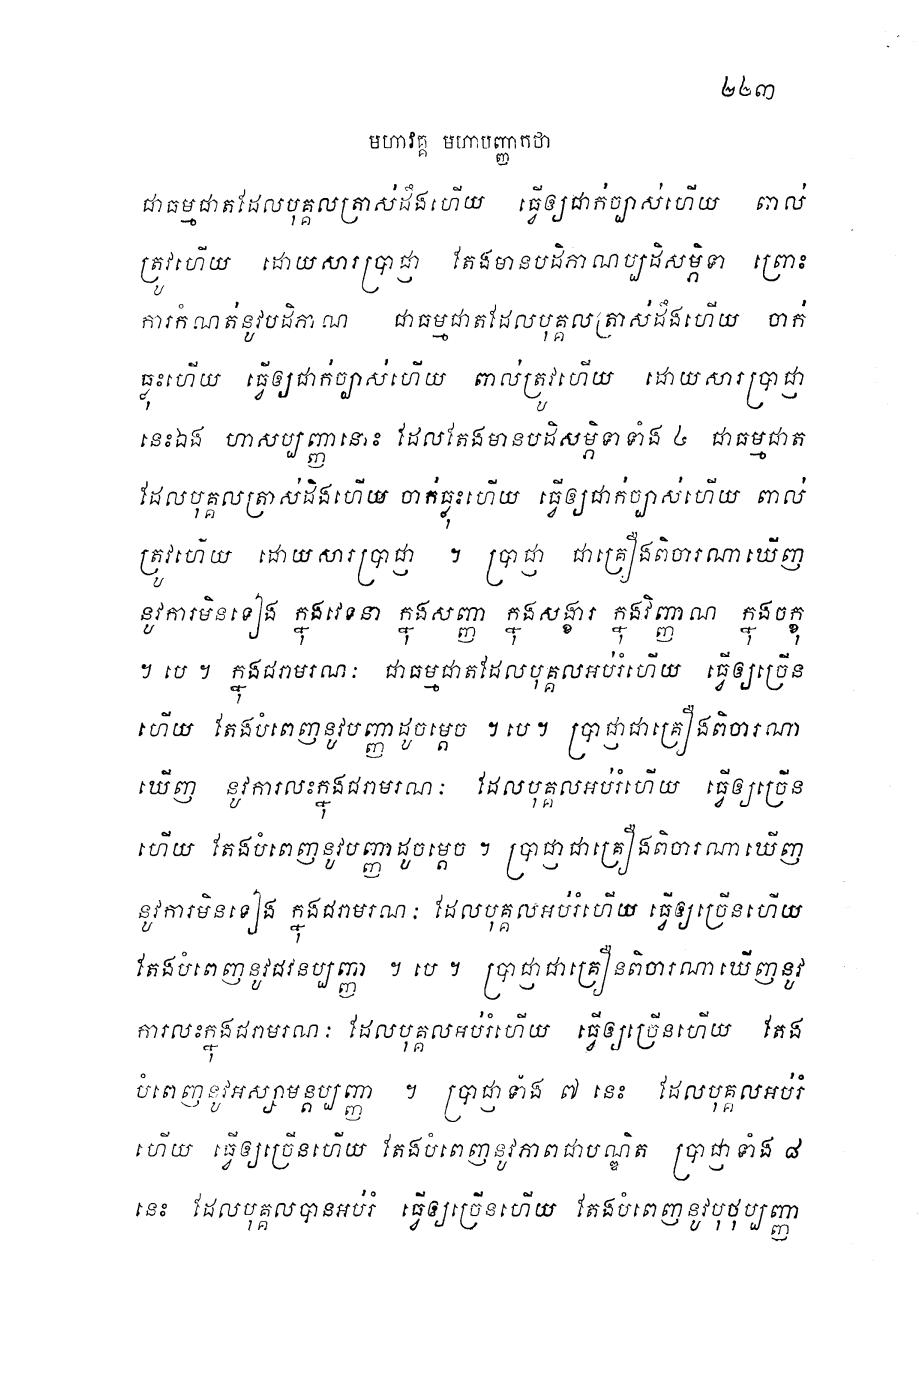 ២២៣
មហាវគ្គ មហាបញ្ញាកថា
ជាធម្មជាតដែលបុគ្គលត្រាស់ដឹងហើយ ធ្វើឲ្យជាក់ច្បាស់ហើយ ពាល់
ត្រូវហើយ ដោយសារប្រាជ្ញា តែងមានបដិភាណប្បដិសម្ភិទា ព្រោះ
ការកំណត់នូវបដិភាណ ជាធម្មជាតដែលបុគ្គលត្រាស់ដឹងហើយ ចាក់
ធ្លុះហើយ ធ្វើឲ្យជាក់ច្បាស់ហើយ ពាល់ត្រូវហើយ ដោយសារប្រាជ្ញា
នេះឯង ហាសប្បញ្ញានោះ ដែលតែងមានបដិសម្ភិទាទាំង ៤ ជាធម្មជាត
ដែលបុគ្គលត្រាស់ដឹងហើយ ចាក់ធ្លុះហើយ ធ្វើឲ្យជាក់ច្បាស់ហើយ ពាល់
ត្រូវហើយ ដោយសារប្រាជ្ញា ។ ប្រាជ្ញា ជាគ្រឿងពិចារណាឃើញ
នូវការមិនទៀង ក្នុងវេទនា ក្នុងសញ្ញា ក្នុងសង្ខារ ក្នុងវិញ្ញាណ ក្នុងចក្ខុ
។ បេ ។ ក្នុងជរាមរណៈ ជាធម្មជាតដែលបុគ្គលអប់រំហើយ ធ្វើឲ្យច្រើន
ហើយ តែងបំពេញនូវបញ្ញាដូចម្តេច ។ បេ ។ ប្រាជ្ញាជាគ្រឿងពិចារណា
ឃើញ នូវការលះក្នុងជរាមរណៈ ដែលបុគ្គលអប់រំហើយ ធ្វើឲ្យច្រើន
ហើយ តែងបំពេញនូវបញ្ញាដូចម្តេច ។ ប្រាជ្ញាជាគ្រឿងពិចារណាឃើញ
នូវការមិនទៀង ក្នុងជរាមរណៈ ដែលបុគ្គលអប់រំហើយ ធ្វើឲ្យច្រើនហើយ
តែងបំពេញនូវជវនប្បញ្ញា ។ បេ ។ ប្រាជ្ញាជាគ្រឿនពិចារណាឃើញនូវ
ការលះក្នុងជរាមរណៈ ដែលបុគ្គលអប់រំហើយ ធ្វើឲ្យច្រើនហើយ តែង
បំពេញនូវអស្សាមន្តប្បញ្ញា ។ ប្រាជ្ញាទាំង ៧ នេះ ដែលបុគ្គលអប់រំ
ហើយ ធ្វើឲ្យច្រើនហើយ តែងបំពេញនូវភាពជាបណ្ឌិត ប្រាជ្ញាទាំង ៨
នេះ ដែលបុគ្គលបានអប់រំ ធ្វើឲ្យច្រើនហើយ តែងបំពេញនូវបុថុប្បញ្ញា